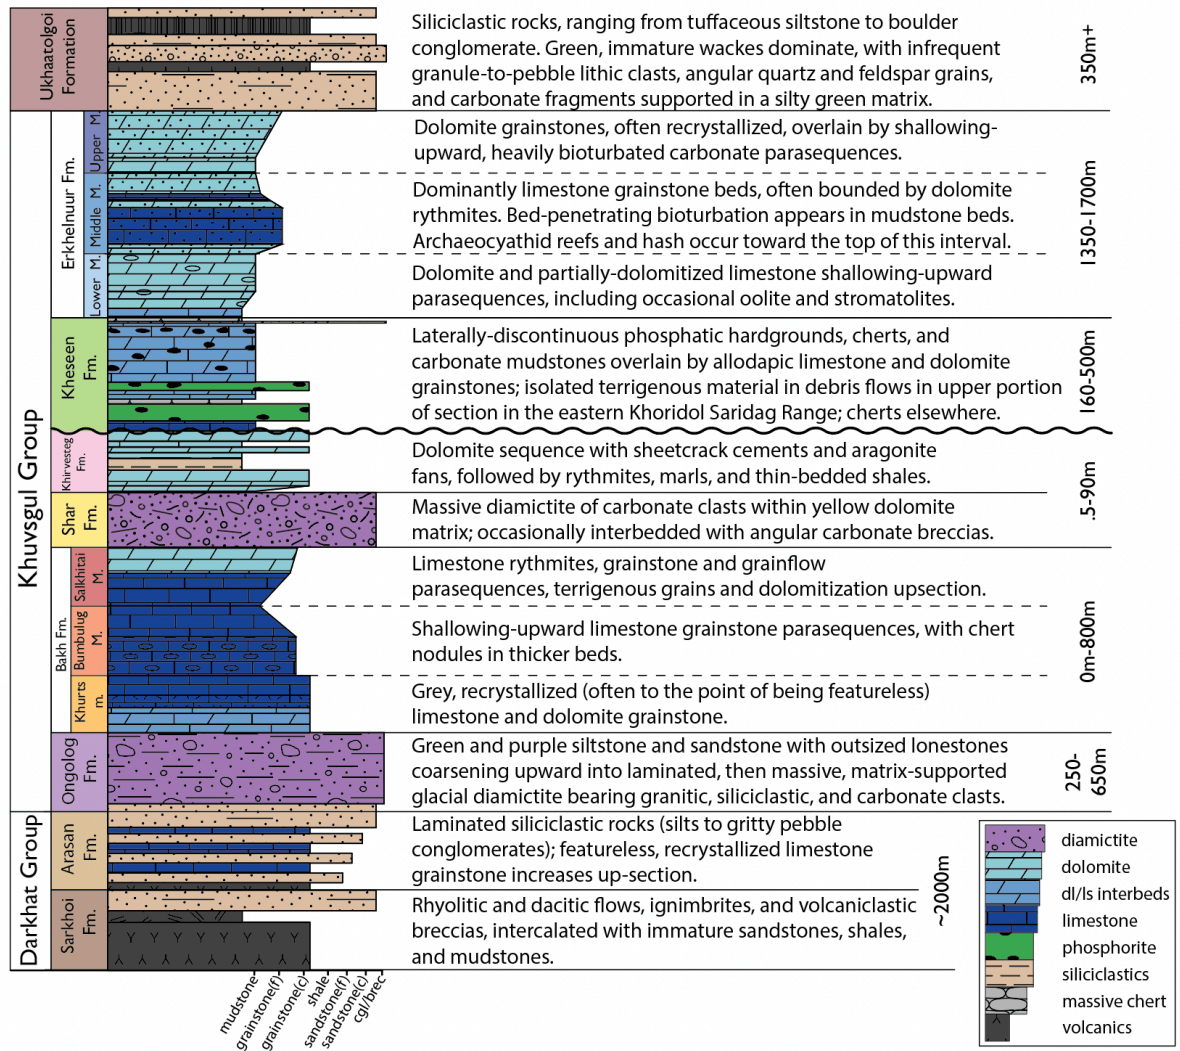 Ukhaatolgoi
Formation
Siliciclastic rocks, ranging from tuffaceous siltstone to boulder
conglomerate. Green, immature wackes dominate, with infrequent
granule-to-pebble lithic clasts, angular quartz and feldspar grains,
and carbonate fragments supported in a silty green matrix.
350m+
Khuvsgul Group
Erkhelnuur Fm.
Upper M.
Dolomite grainstones, often recrystallized, overlain by shallowing-
upward, heavily bioturbated carbonate parasequences.
Middle M.
Dominantly limestone grainstone beds, often bounded by dolomite
rythmites. Bed-penetrating bioturbation appears in mudstone beds.
Archaeocyathid reefs and hash occur toward the top of this interval.
Lower M.
Dolomite and partially-dolomitized limestone shallowing-upward
parasequences, including occasional oolite and stromatolites.
1350-1700m
Kheseen
Fm.
Laterally-discontinuous phosphatic hardgrounds, cherts, and
carbonate mudstones overlain by allodapic limestone and dolomite
grainstones; isolated terrigenous material in debris flows in upper portion
of section in the eastern Khoridol Saridag Range; cherts elsewhere.
160-500m
Khirvesteg
Fm.
Dolomite sequence with sheetcrack cements and aragonite
fans, followed by rythmites, marls, and thin-bedded shales.
.5-90m
Shar
Fm.
Massive diamictite of carbonate clasts within yellow dolomite
matrix; occasionally interbedded with angular carbonate breccias.
Bakh Fm.
Salkhitai
M.
Limestone rythmites, grainstone and grainflow
parasequences, terrigenous grains and dolomitization upsection.
Bumbulug
M.
Shallowing-upward limestone grainstone parasequences, with chert
nodules in thicker beds.
Khurts
m.
Grey, recrystallized (often to the point of being featureless)
limestone and dolomite grainstone.
0m-800m
Ongolog
Fm.
Green and purple siltstone and sandstone with outsized lonestones
coarsening upward into laminated, then massive, matrix-supported
glacial diamictite bearing granitic, siliciclastic, and carbonate clasts.
250-
650m
Darkhat Group
Arasan
Fm.
Laminated siliciclastic rocks (silts to gritty pebble
conglomerates); featureless, recrystallized limestone
grainstone increases up-section.
Sarkhoi
Fm.
Rhyolitic and dacitic flows, ignimbrites, and volcaniclastic
breccias, intercalated with immature sandstones, shales,
and mudstones.
~2000m
mudstone
grainstone(f)
grainstone(c)
shale
sandstone(f)
sandstone(c)
cgl/brec
diamictite
dolomite
dl/ls interbeds
limestone
phosphorite
siliciclastics
massive chert
volcanics